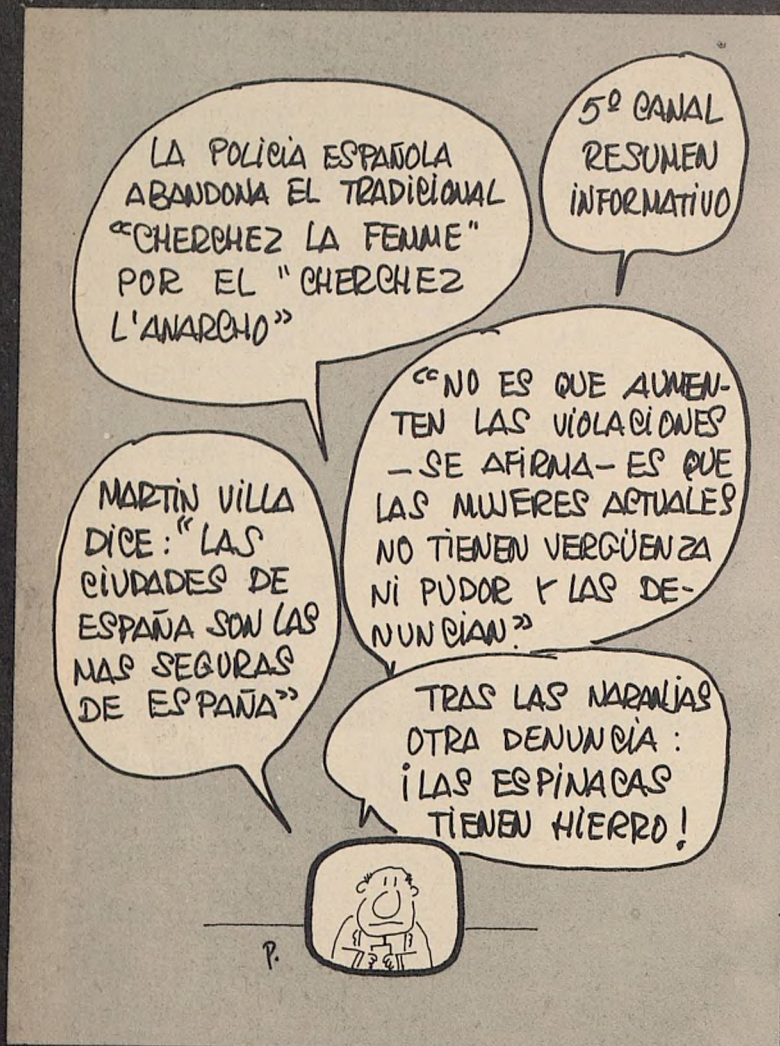 5º CANAL
RESUMEN
INFORMATIVO
LA POLICÍA ESPAÑOLA
ABANDONA EL TRADICIONAL
“CHERCHEZ LA FEMME"
POR EL "CHERCHEZ
L'ANARCHO”
“NO ES QUE AUMEN-
TEN LAS VIOLACIONES
—SE AFIRMA— ES QUE
LAS MUJERES ACTUALES
NO TIENEN VERGÜENZA
NI PUDOR Y LAS DE-
NUNCIAN”
MARTÍN VILLA
DICE: “LAS
CIUDADES DE
ESPAÑA SON LAS
MAS SEGURAS
DE ESPAÑA”
TRAS LAS NARANJAS
OTRA DENUNCIA:
¡LAS ESPINACAS
TIENEN HIERRO!
P.